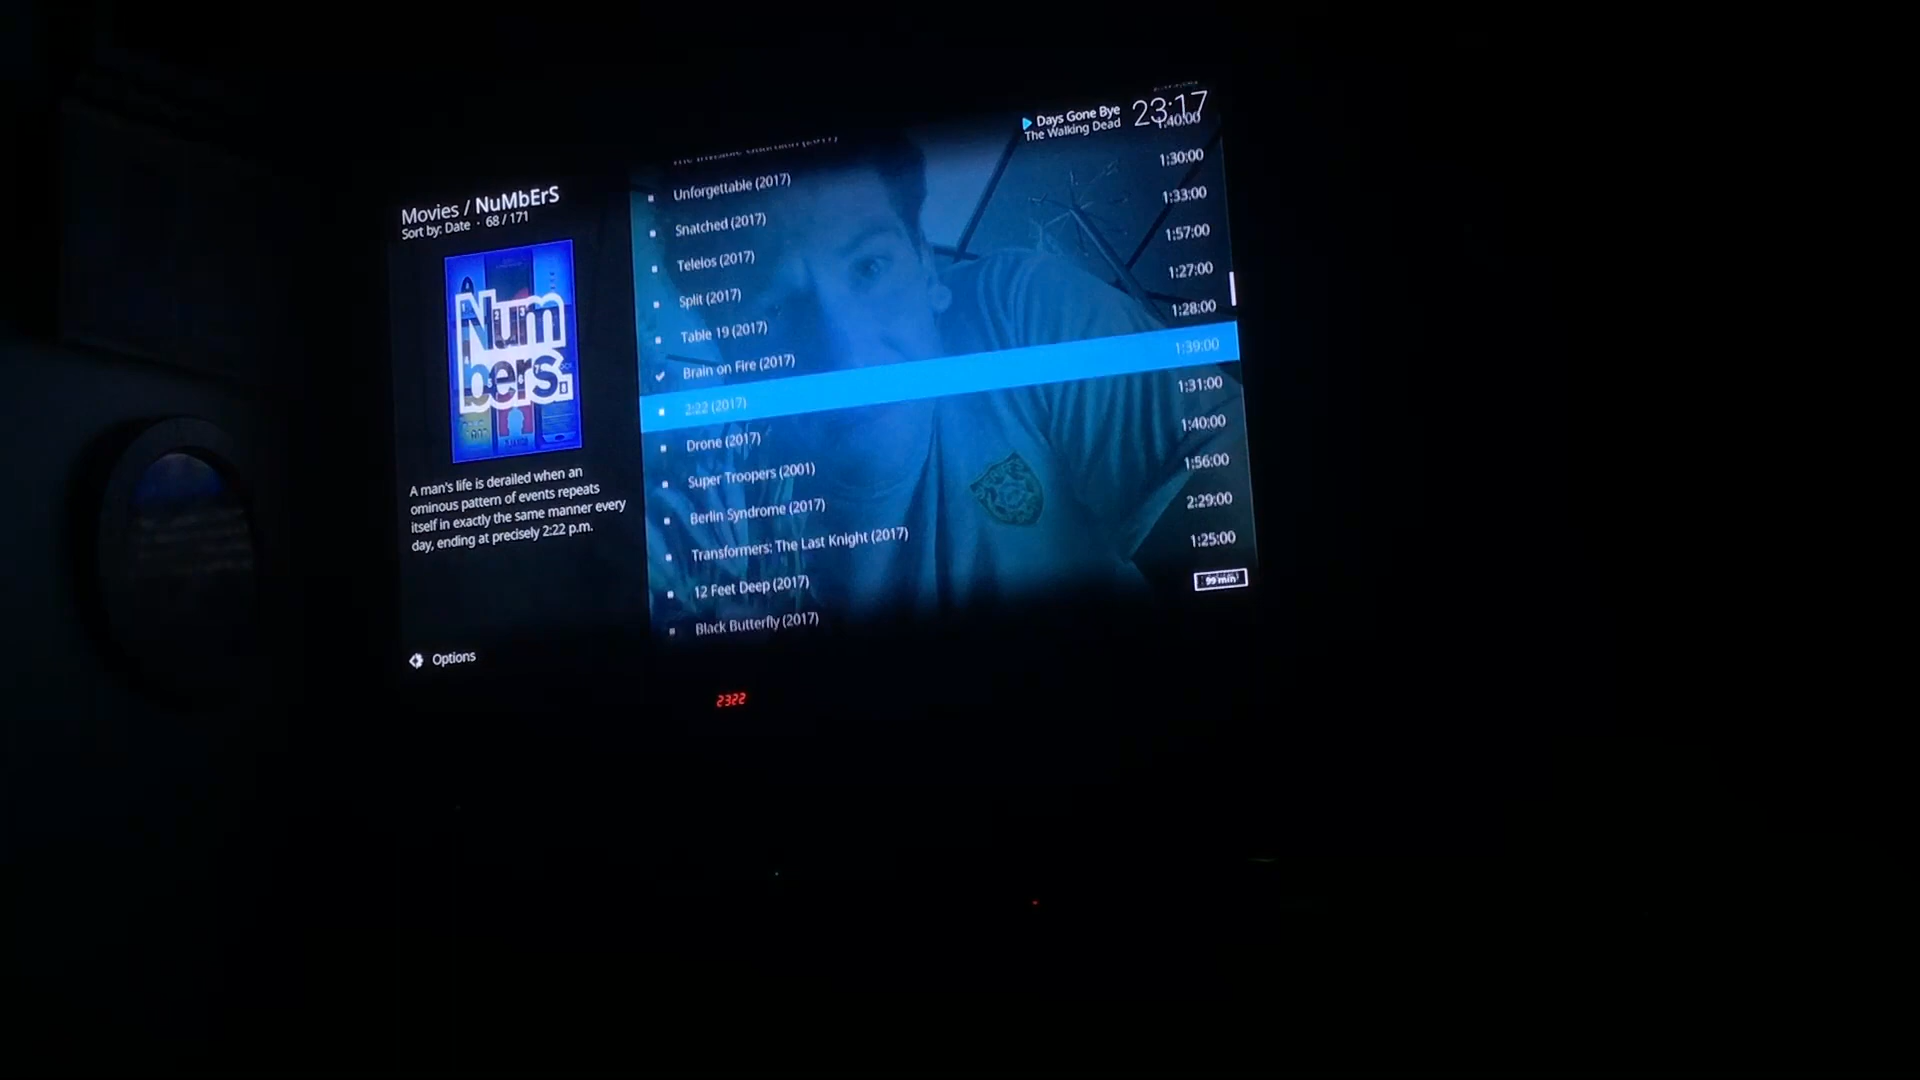 Days Gone Bye
The Walking Dead
23:17
1:40:00
Movies / NuMbErS
Sort by: Date · 68 / 171
Num
bers.
A man's life is derailed when an
ominous pattern of events repeats
itself in exactly the same manner every
day, ending at precisely 2:22 p.m.
Options
Unforgettable (2017)
1:30:00
Snatched (2017)
1:33:00
Teleios (2017)
1:57:00
Split (2017)
1:27:00
Table 19 (2017)
1:28:00
Brain on Fire (2017)
1:39:00
2:22 (2017)
1:31:00
Drone (2017)
1:40:00
Super Troopers (2001)
1:56:00
Berlin Syndrome (2017)
2:29:00
Transformers: The Last Knight (2017)
1:25:00
12 Feet Deep (2017)
99 min
Black Butterfly (2017)
2322